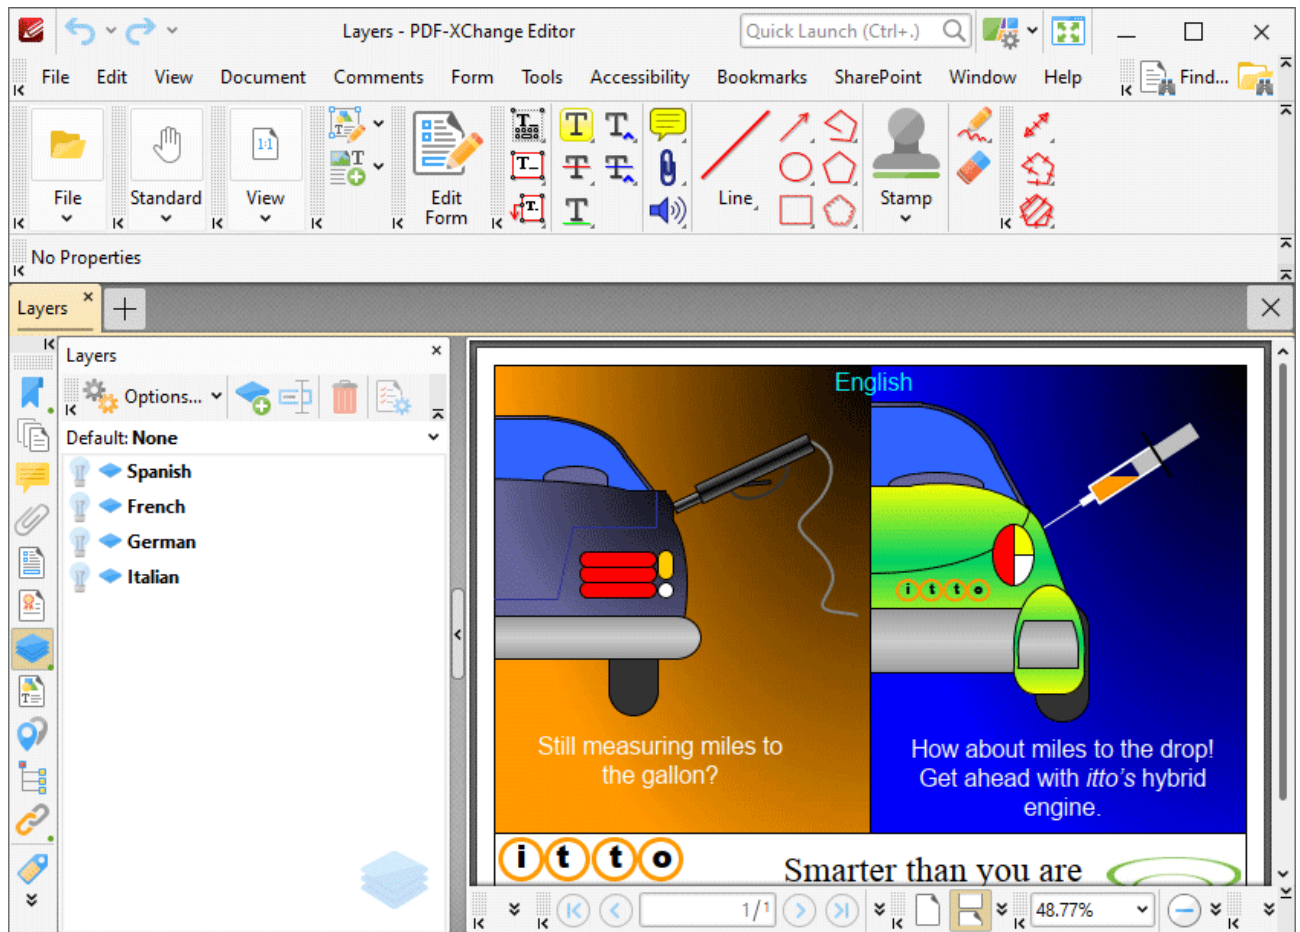 Layers - PDF-XChange Editor
Quick Launch (Ctrl+.)
File Edit View Document Comments Form Tools Accessibility Bookmarks SharePoint Window Help Find...
File
Standard
1:1
View
Edit
Form
Line
Stamp
No Properties
Layers
Layers
Options...
Default: None
Spanish
French
German
Italian
English
itto
Still measuring miles to
the gallon?
How about miles to the drop!
Get ahead with itto's hybrid
engine.
itto
Smarter than you are
1/1
48.77%